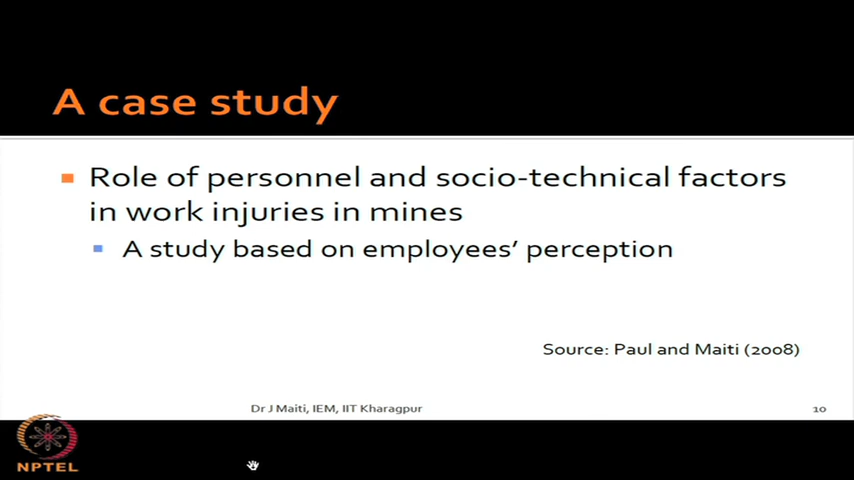 A case study
Role of personnel and socio-technical factors
in work injuries in mines
A study based on employees’ perception
Source: Paul and Maiti (2008)
Dr J Maiti, IEM, IIT Kharagpur
10
NPTEL